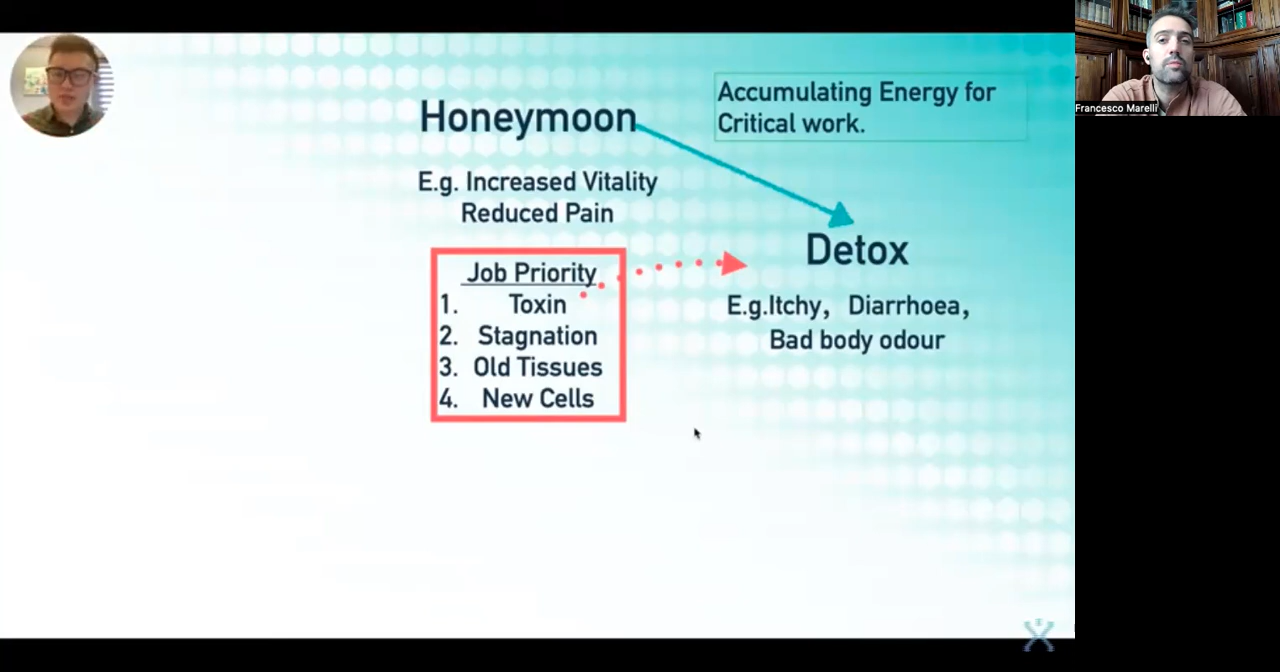 Honeymoon
Accumulating Energy for
Critical work.
E.g. Increased Vitality
Reduced Pain
Job Priority
1. Toxin
2. Stagnation
3. Old Tissues
4. New Cells
Detox
E.g.Itchy, Diarrhoea,
Bad body odour
Francesco Marelli